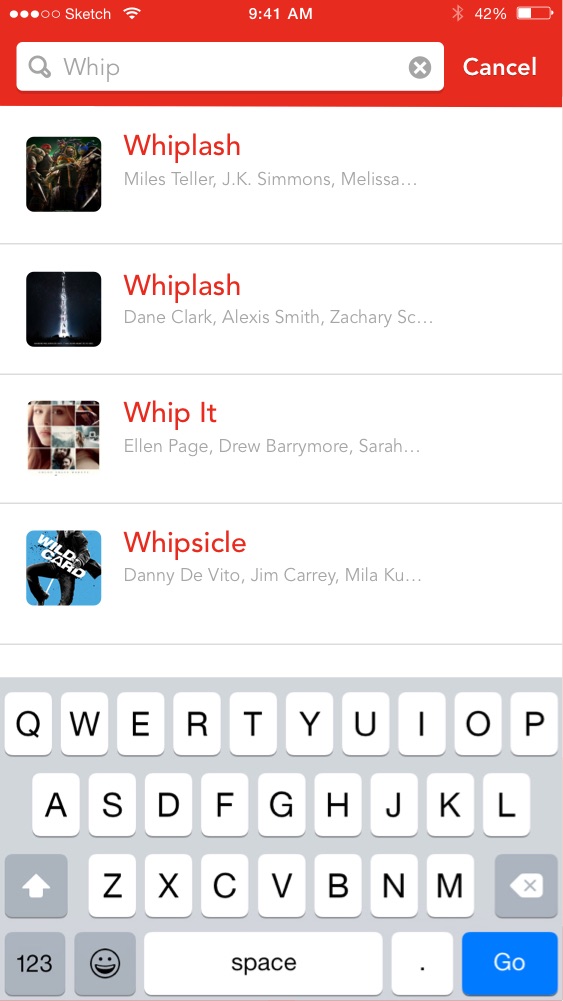 Sketch 9:41 AM 42%
Whip Cancel
Whiplash
Miles Teller, J.K. Simmons, Melissa...
Whiplash
Dane Clark, Alexis Smith, Zachary Sc...
Whip It
Ellen Page, Drew Barrymore, Sarah...
WILD
CARD
Whipsicle
Danny De Vito, Jim Carrey, Mila Ku...
Q W E R T Y U I O P
A S D F G H J K L
Z X C V B N M
123 space . Go